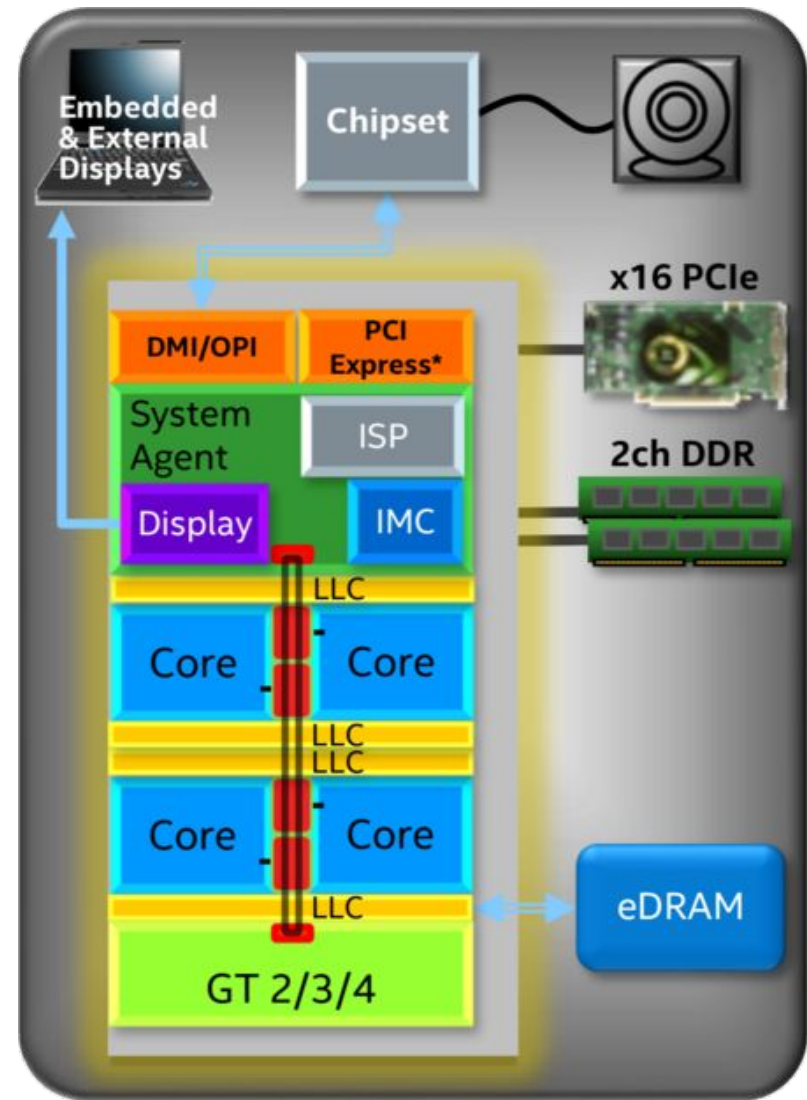 Embedded
& External
Displays
Chipset
x16 PCIe
DMI/OPI
PCI
Express*
System
Agent
ISP
2ch DDR
Display
IMC
LLC
Core
Core
LLC
LLC
Core
Core
LLC
eDRAM
GT 2/3/4